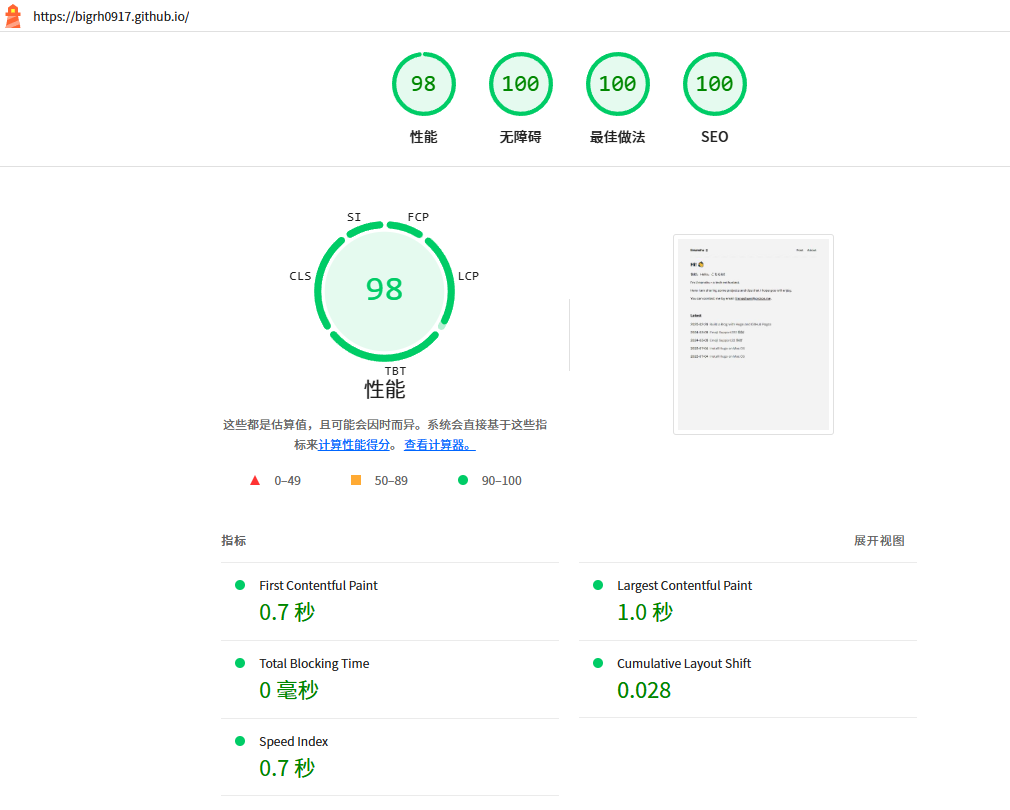 https://bigrh0917.github.io/
98
100
100
100
性能
无障碍
最佳做法
SEO
SI
FCP
CLS
LCP
98
TBT
性能
这些都是估算值，且可能会因时而异。系统会直接基于这些指
标来计算性能得分。 查看计算器。
0–49
50–89
90–100
Hi!
指标
展开视图
First Contentful Paint
0.7 秒
Largest Contentful Paint
1.0 秒
Total Blocking Time
0 毫秒
Cumulative Layout Shift
0.028
Speed Index
0.7 秒